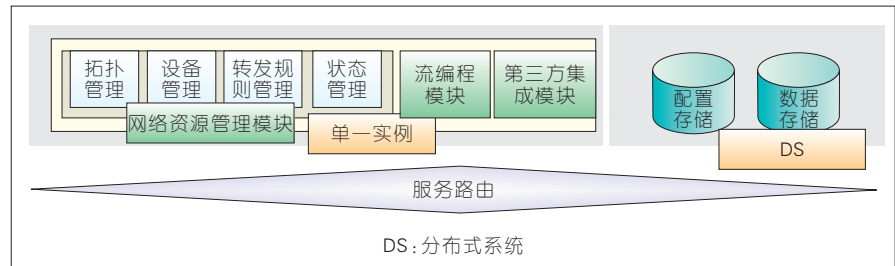 拓扑
管理
设备
管理
转发规
则管理
状态
管理
流编程
模块
第三方集
成模块
网络资源管理模块
单一实例
配置
存储
数据
存储
DS
服务路由
DS:分布式系统